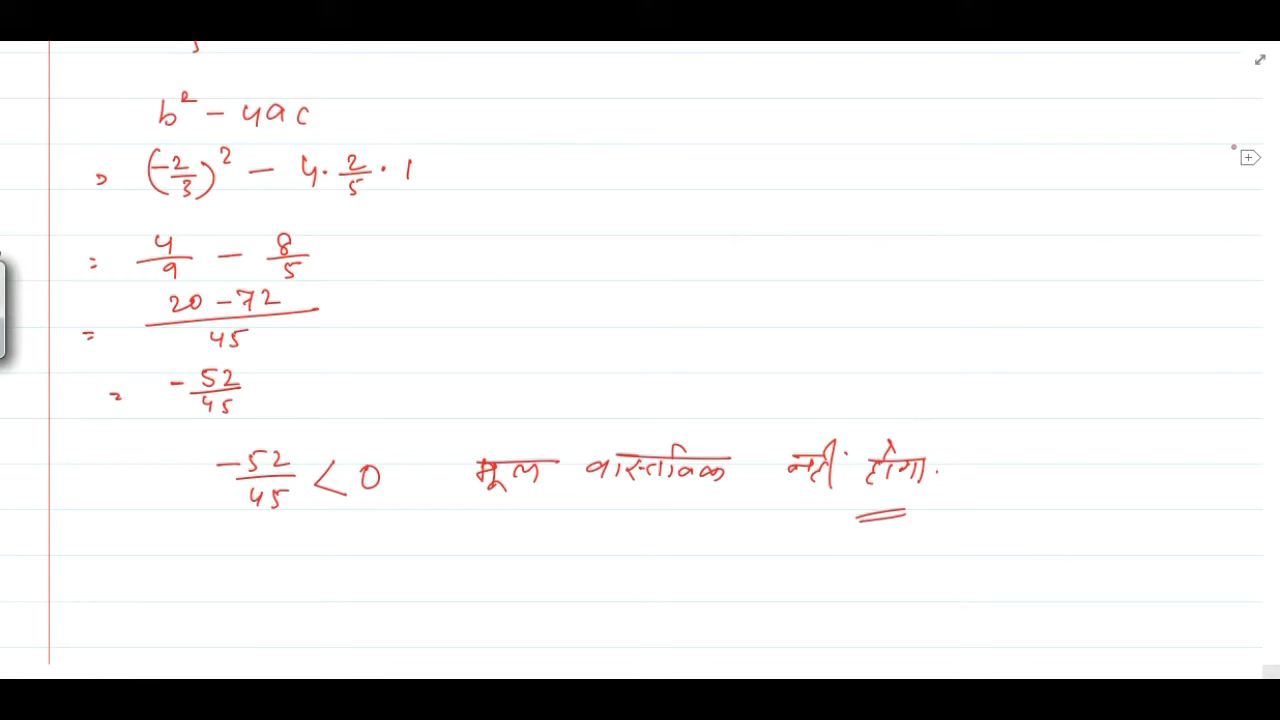 b² - 4ac
⇒ (-2/3)² - 4 · 2/5 · 1
= 4/9 - 8/5
= 20 - 72 / 45
= - 52/45
-52/45 < 0 मूल वास्तविक नहीं होगा.